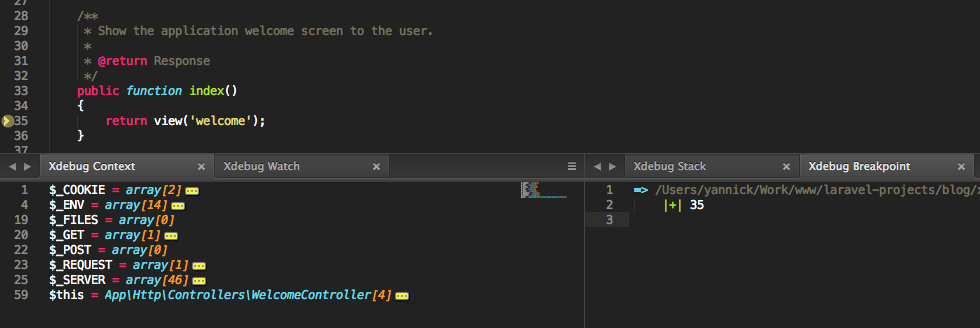 27
28 /**
29 * Show the application welcome screen to the user.
30 *
31 * @return Response
32 */
33 public function index()
34 {
35 return view('welcome');
36 }
37
Xdebug Context × Xdebug Watch ×
Xdebug Stack × Xdebug Breakpoint ×
1 $_COOKIE = array[2]
4 $_ENV = array[14]
19 $_FILES = array[0]
20 $_GET = array[1]
22 $_POST = array[0]
23 $_REQUEST = array[1]
25 $_SERVER = array[46]
59 $this = App\Http\Controllers\WelcomeController[4]
1 => /Users/yannick/Work/www/laravel-projects/blog/
2 |+| 35
3